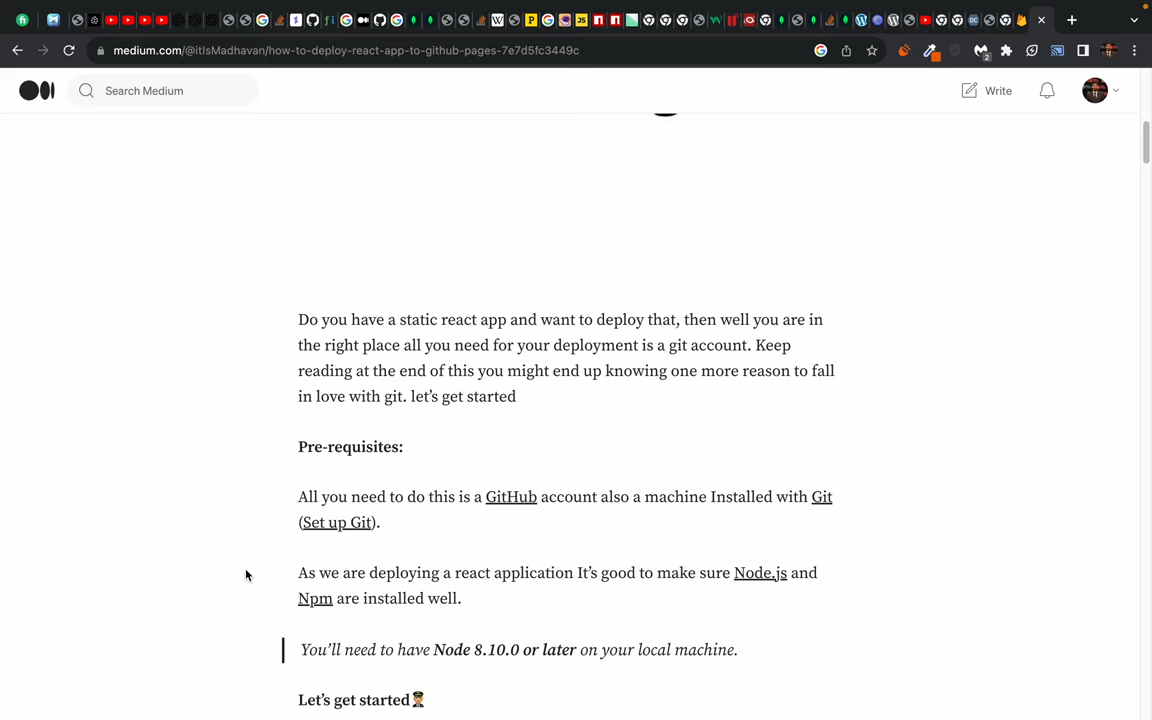 medium.com/@itIsMadhavan/how-to-deploy-react-app-to-github-pages-7e7d5fc3449c
2
Search Medium
Write
Do you have a static react app and want to deploy that, then well you are in
the right place all you need for your deployment is a git account. Keep
reading at the end of this you might end up knowing one more reason to fall
in love with git. let’s get started
Pre-requisites:
All you need to do this is a GitHub account also a machine Installed with Git
(Set up Git).
As we are deploying a react application It’s good to make sure Node.js and
Npm are installed well.
You’ll need to have Node 8.10.0 or later on your local machine.
Let’s get started